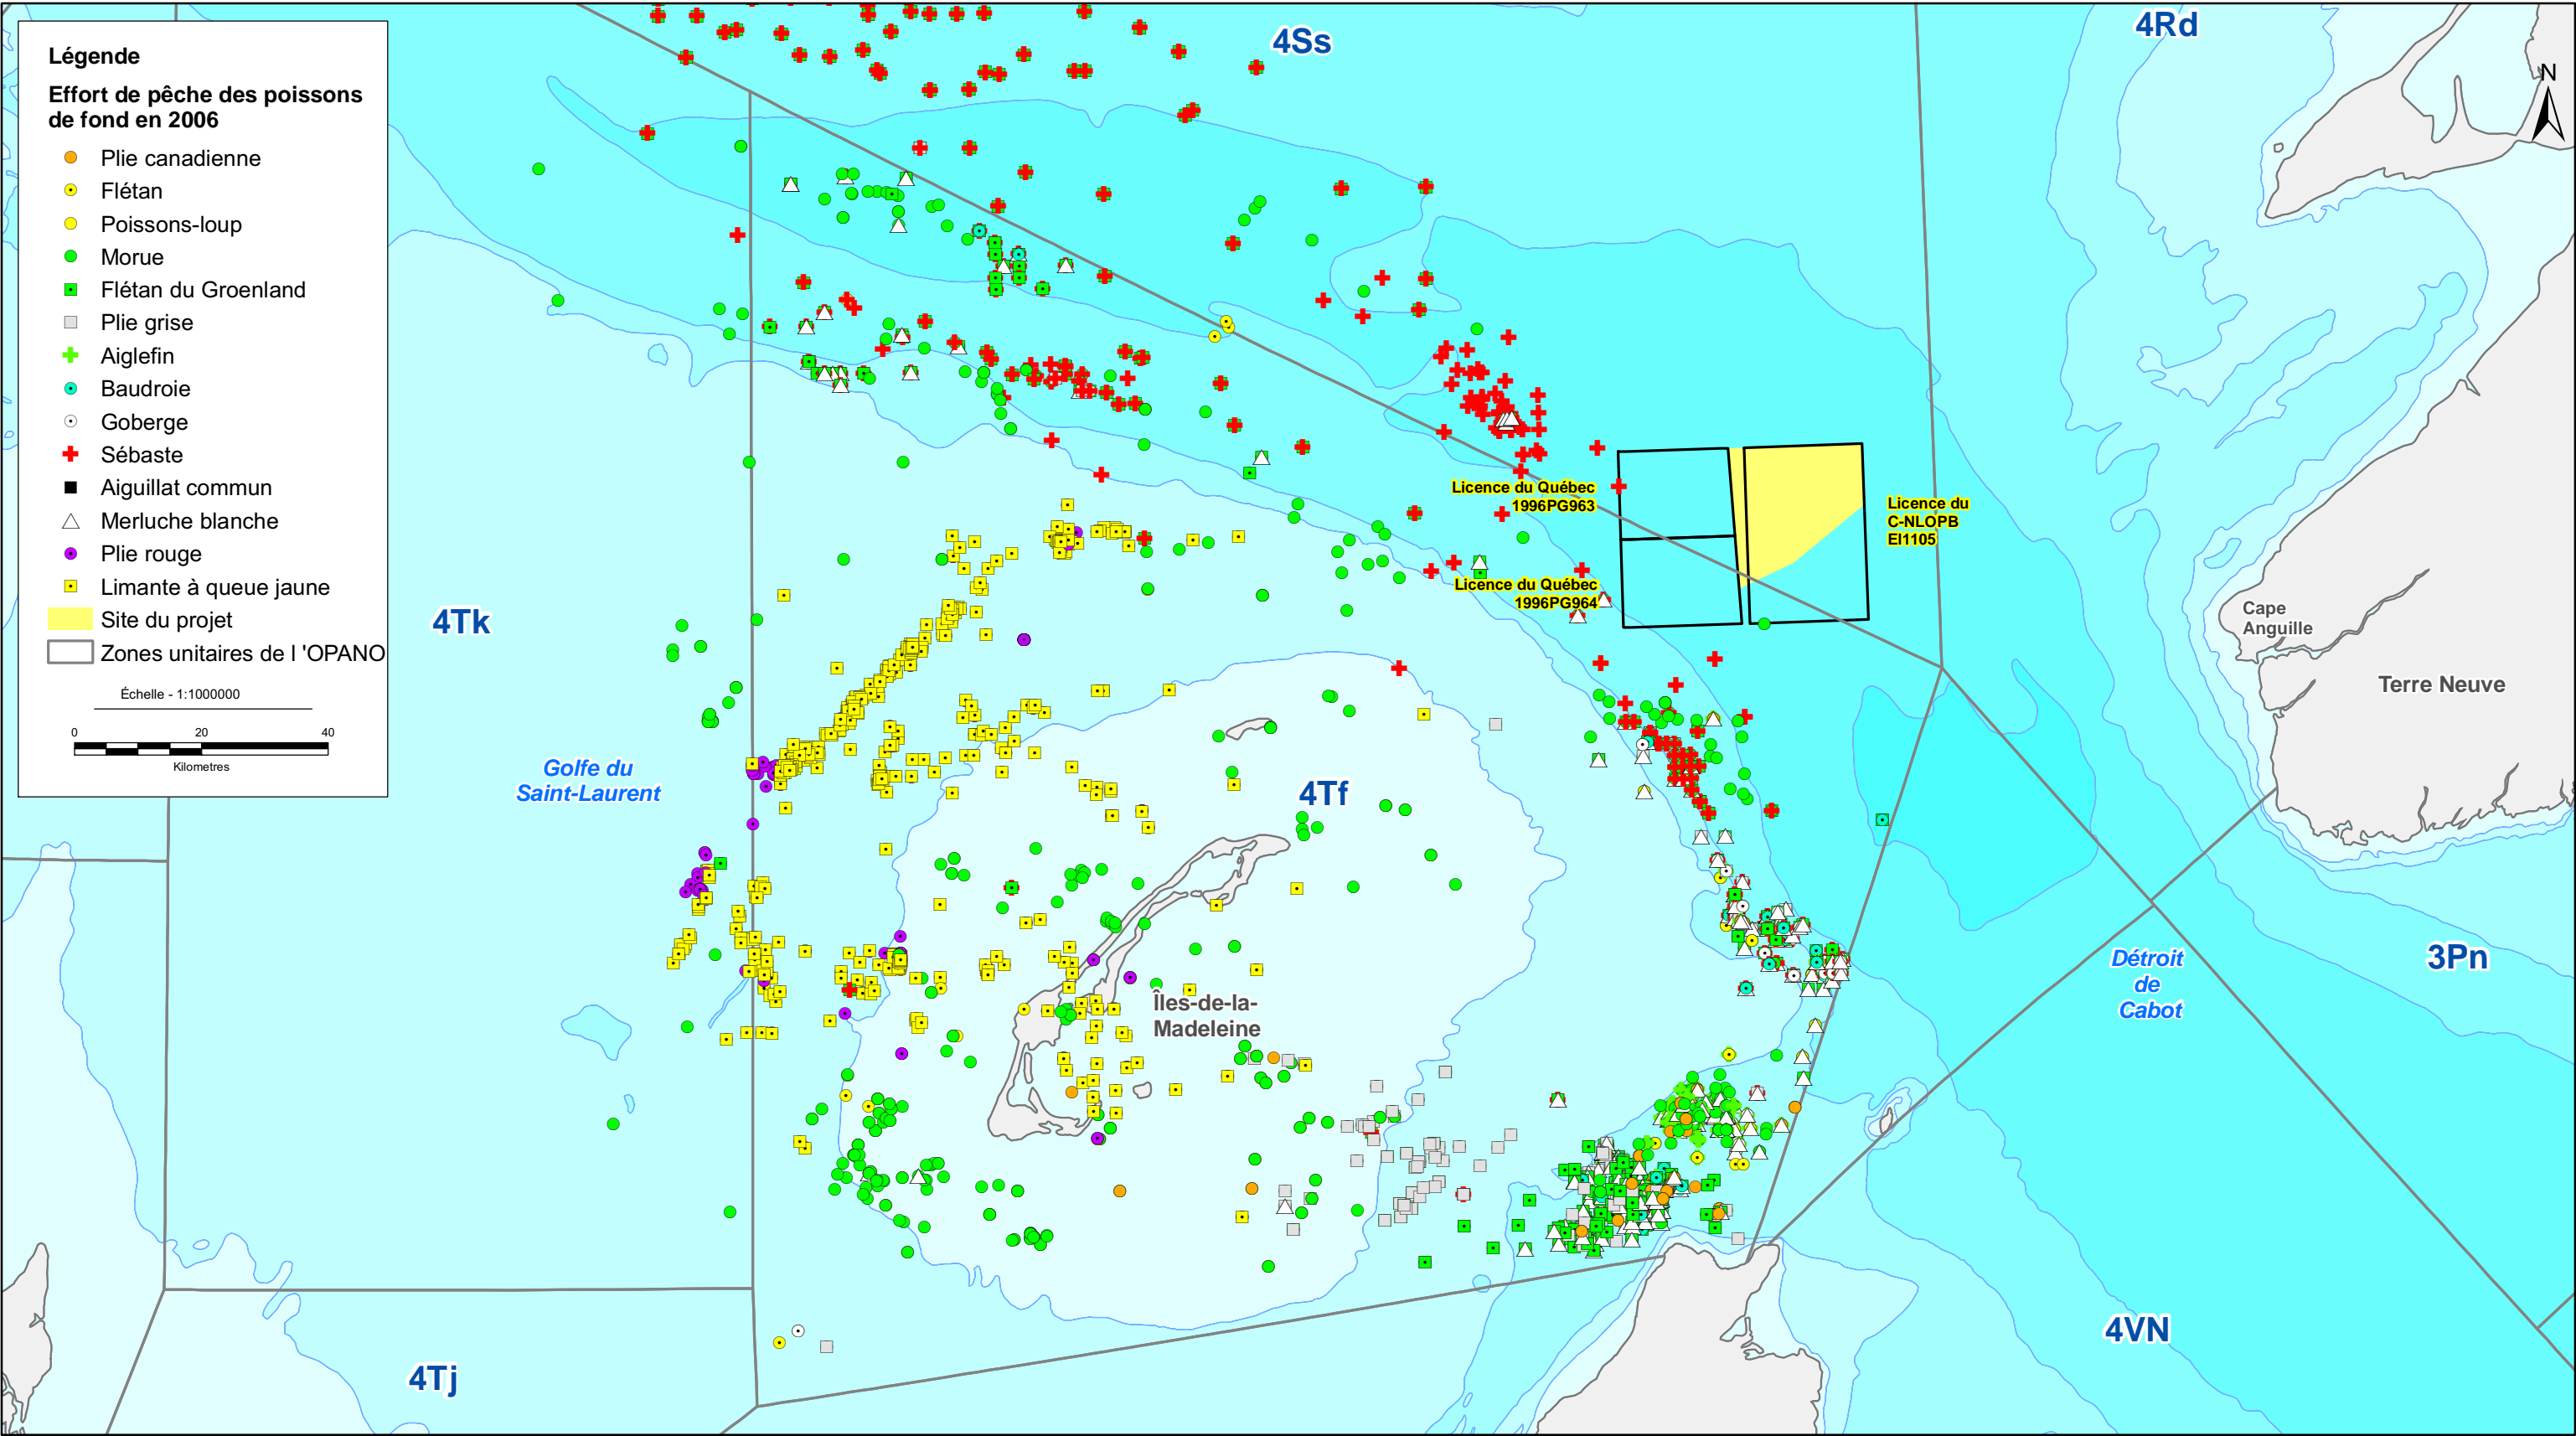 Légende
Effort de pêche des poissons
de fond en 2006
Plie canadienne
Flétan
Poissons-loup
Morue
Flétan du Groenland
Plie grise
Aiglefin
Baudroie
Goberge
Sébaste
Aiguillat commun
Merluche blanche
Plie rouge
Limante à queue jaune
Site du projet
Zones unitaires de l 'OPANO
Échelle - 1:1000000
0 20 40
Kilometres
4Ss
4Rd
N
Licence du Québec
1996PG963
Licence du
C-NLOPB
EI1105
Licence du Québec
1996PG964
4Tk
Cape
Anguille
Terre Neuve
Golfe du
Saint-Laurent
4Tf
Îles-de-la-
Madeleine
Détroit
de
Cabot
3Pn
4VN
4Tj